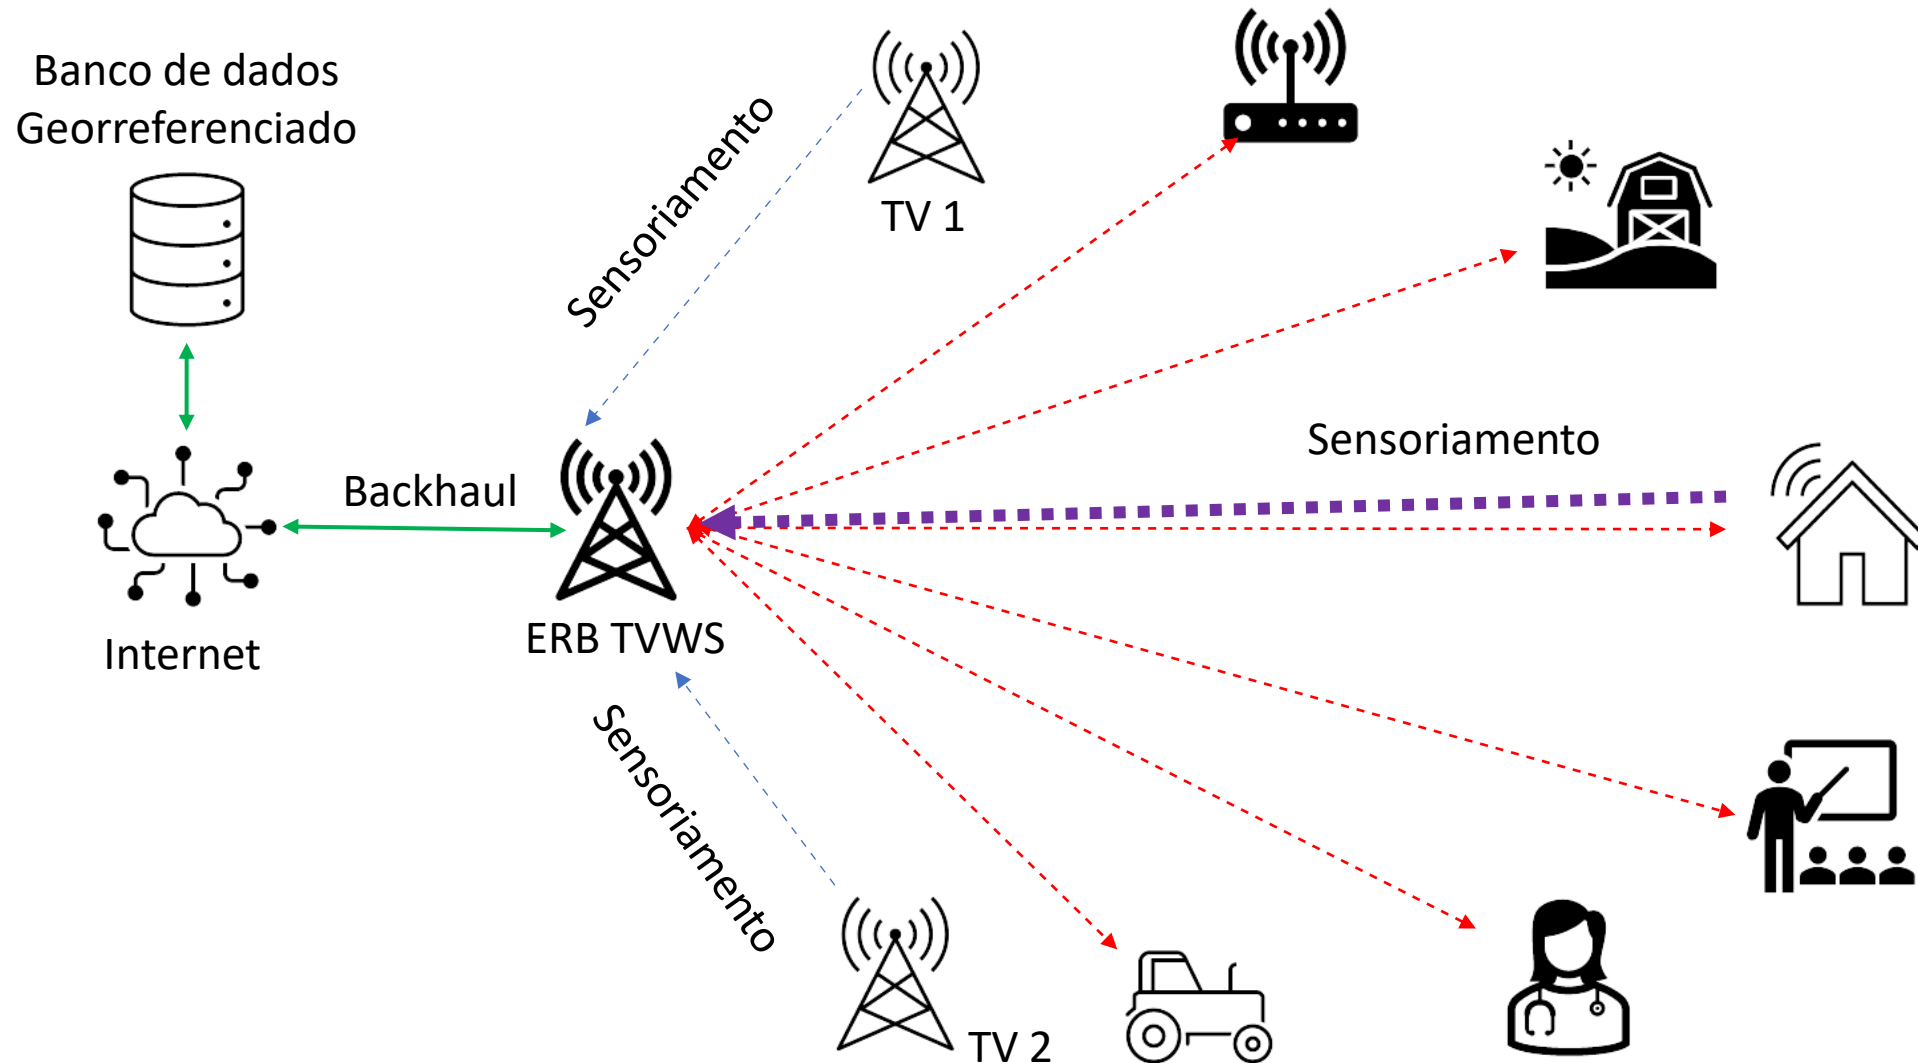 Banco de dados
Georreferenciado
Sensoriamento
TV 1
Sensoriamento
Backhaul
Internet
ERB TVWS
Sensoriamento
TV 2